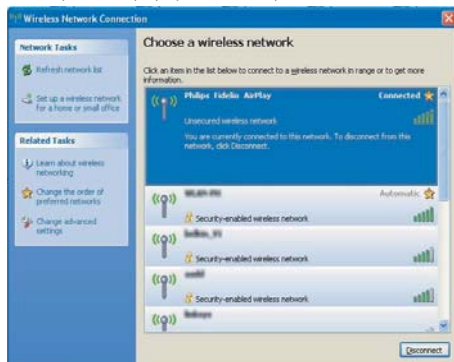 Wireless Network Connection
Network Tasks
Refresh network list
Set up a wireless network
for a home or small office
Related Tasks
Learn about wireless
networking
Change the order of
preferred networks
Change advanced
settings
Choose a wireless network
Click an item in the list below to connect to a wireless network in range or to get more
information.
Philips Fidelio AirPlay Connected
Unsecured wireless network
You are currently connected to this network. To disconnect from this
network, click Disconnect.
Automatic
Security-enabled wireless network
Security-enabled wireless network
Security-enabled wireless network
Disconnect